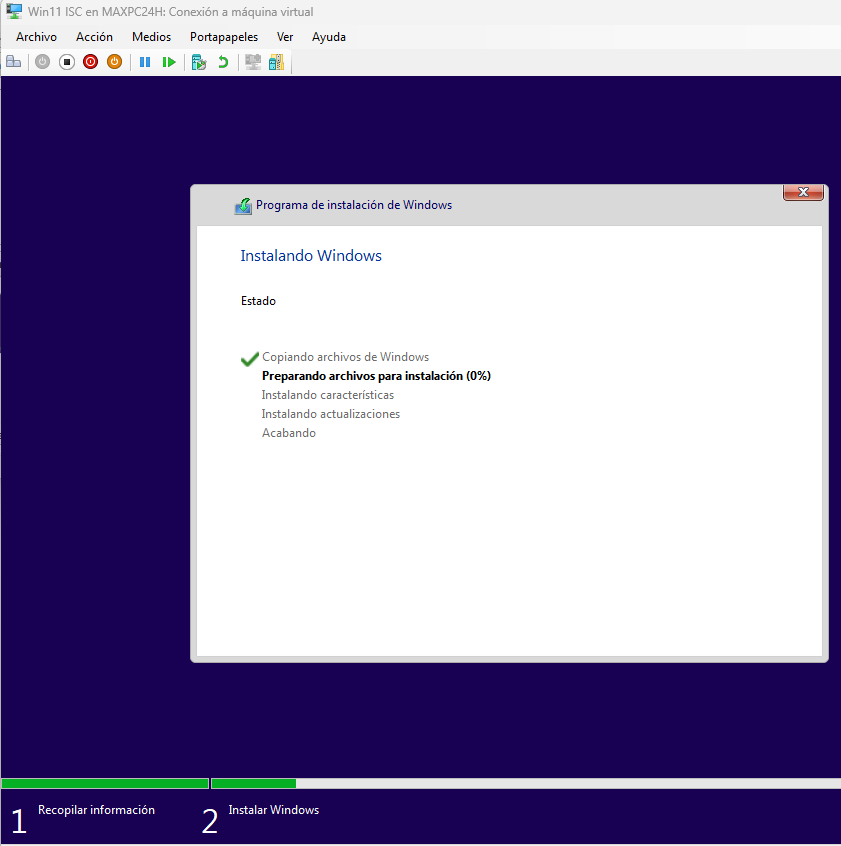 Win11 ISC en MAXPC24H: Conexión a máquina virtual
Archivo Acción Medios Portapapeles Ver Ayuda
Programa de instalación de Windows
Instalando Windows
Estado
Copiando archivos de Windows
Preparando archivos para instalación (0%)
Instalando características
Instalando actualizaciones
Acabando
1 Recopilar información 2 Instalar Windows